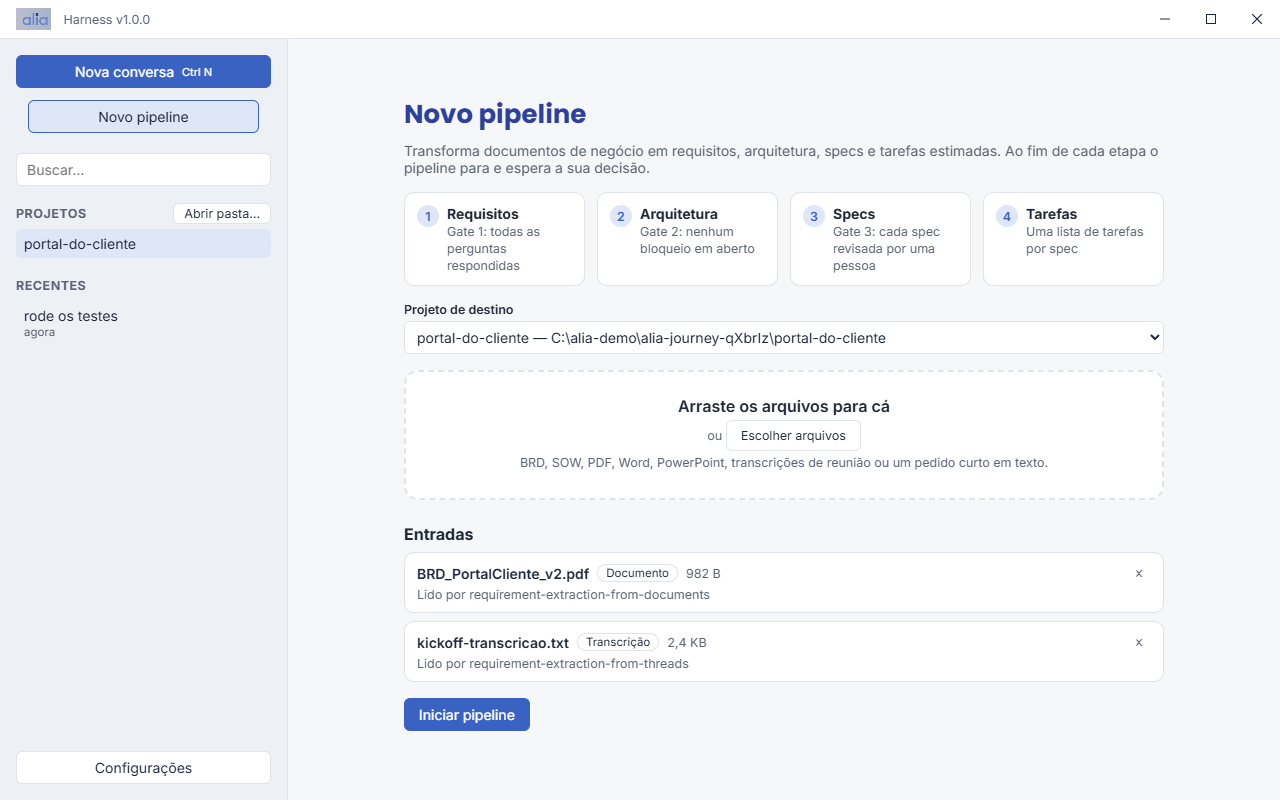 alia
Harness v1.0.0
Nova conversa Ctrl N
Novo pipeline
Buscar...
PROJETOS
Abrir pasta...
portal-do-cliente
RECENTES
rode os testes
agora
Configurações
Novo pipeline
Transforma documentos de negócio em requisitos, arquitetura, specs e tarefas estimadas. Ao fim de cada etapa o
pipeline para e espera a sua decisão.
1 Requisitos
Gate 1: todas as
perguntas
respondidas
2 Arquitetura
Gate 2: nenhum
bloqueio em aberto
3 Specs
Gate 3: cada spec
revisada por uma
pessoa
4 Tarefas
Uma lista de tarefas
por spec
Projeto de destino
portal-do-cliente — C:\alia-demo\alia-journey-qXbrIz\portal-do-cliente
Arraste os arquivos para cá
ou Escolher arquivos
BRD, SOW, PDF, Word, PowerPoint, transcrições de reunião ou um pedido curto em texto.
Entradas
BRD_PortalCliente_v2.pdf Documento 982 B x
Lido por requirement-extraction-from-documents
kickoff-transcricao.txt Transcrição 2,4 KB x
Lido por requirement-extraction-from-threads
Iniciar pipeline